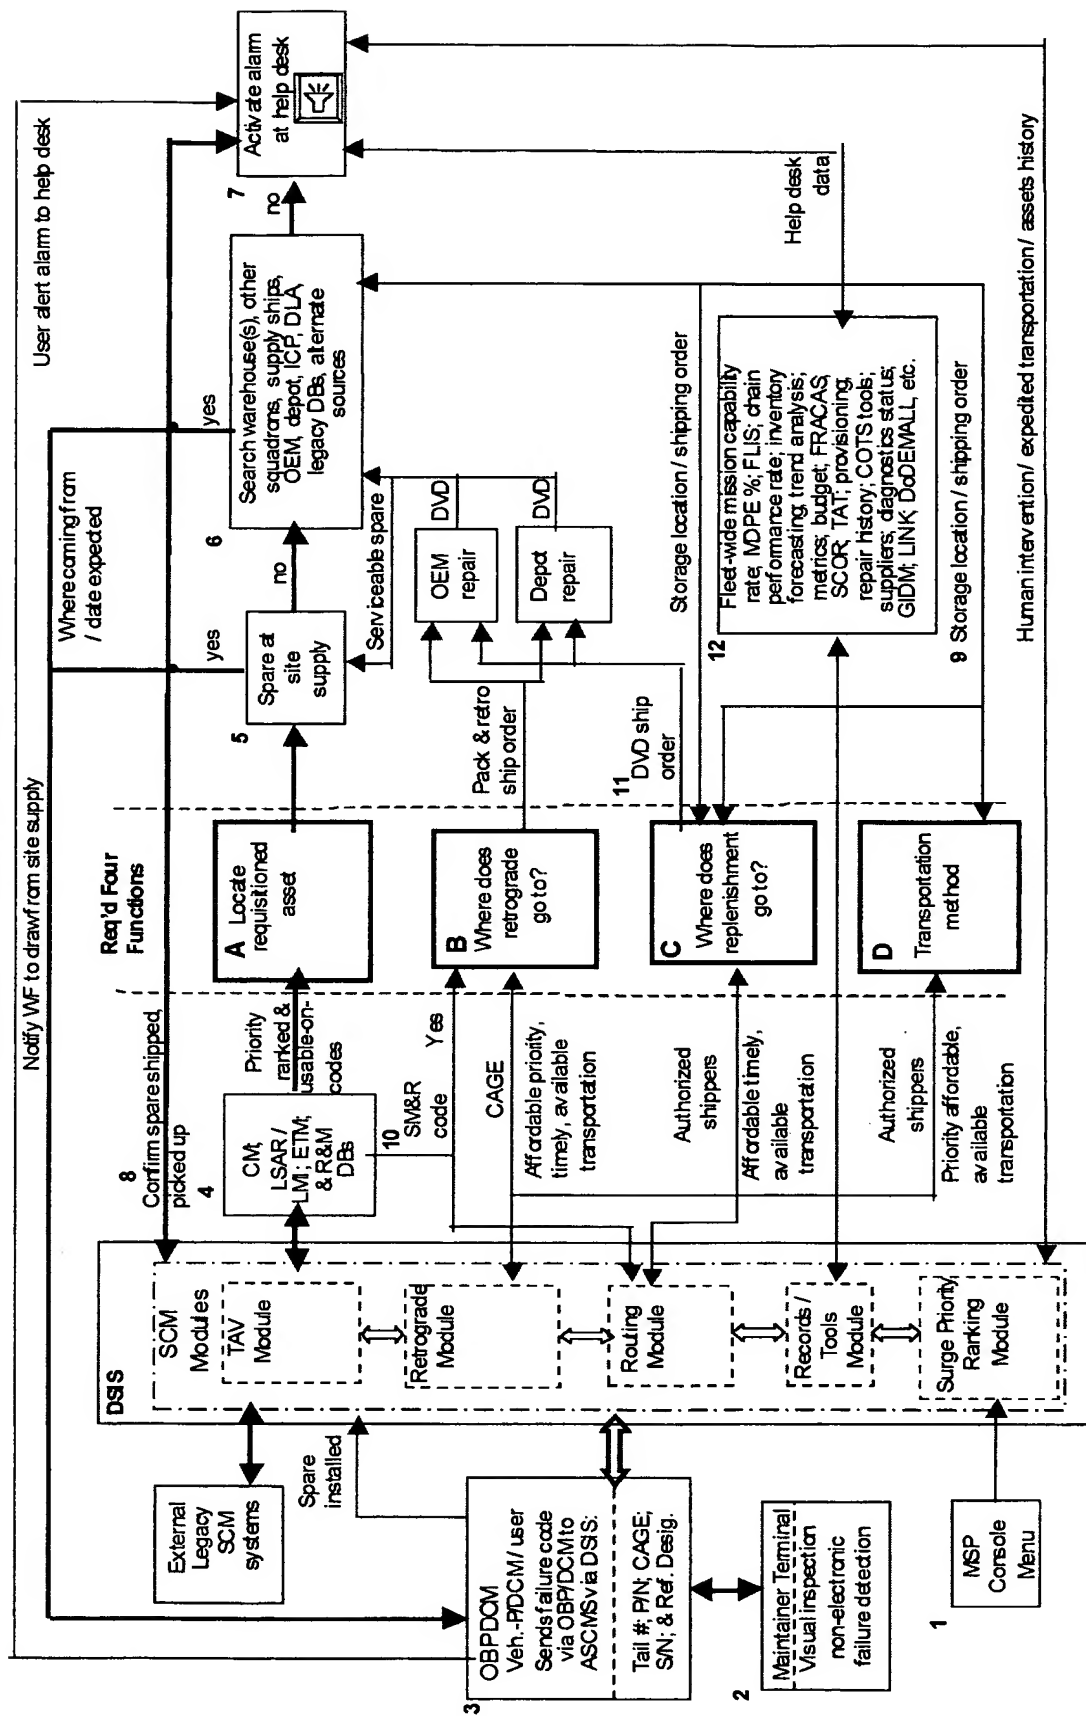 User alert alarm to help desk
Notify WF to draw from site supply
Where coming from
/ date expected
8
Confirm spare shipped,
picked up
Req'd Four
Functions
yes
yes
DSIS
SCM
Modules
TAV
Module
Retrograde
Module
Routing
Module
Records /
Tools
Module
Surge Priority
Ranking
Module
External
Legacy
SCM
systems
Spare
installed
3
OBPDCM
Veh.-P/DCM / user
Sends failure code
via OBP/DCM to
ASCMS via DSIS:
Tail #; P/N; CAGE;
S/N; & Ref. Desig.
2
Maintainer Terminal
Visual inspection
non-electronic
failure detection
1
MSP
Console
Menu
4
CM,
LSAR /
LMI; ETM;
& R&M
DBs
Priority
ranked &
usable-on-
codes
10
SM&R
code
Yes
CAGE
Affordable priority,
timely, available
transportation
Authorized
shippers
Affordable timely,
available
transportation
Authorized
shippers
Priority affordable,
available
transportation
A Locate
requisitioned
asset
B
Where does
retrograde
go to?
C
Where does
replenishment
go to?
D
Transportation
method
5
Spare at
site
supply
no
6
Search warehouse(s), other
squadrons, supply ships,
OEM, depot, ICP, DLA,
legacy DBs, alternate
sources
no
7
Activate alarm
at help desk
Serviceable spare
Pack & retro
ship order
OEM
repair
DVD
Depot
repair
DVD
11
DVD ship
order
Storage location / shipping order
12
Fleet-wide mission capability
rate; MDPE %; FLIS; chain
performance rate; inventory
forecasting; trend analysis;
metrics; budget; FRACAS,
SCOR; TAT; provisioning,
repair history; COTS tools;
suppliers; diagnostics status;
GIDM; LINK, DoDEMALL, etc.
Help desk
data
9 Storage location / shipping order
Human intervention / expedited transportation / assets history